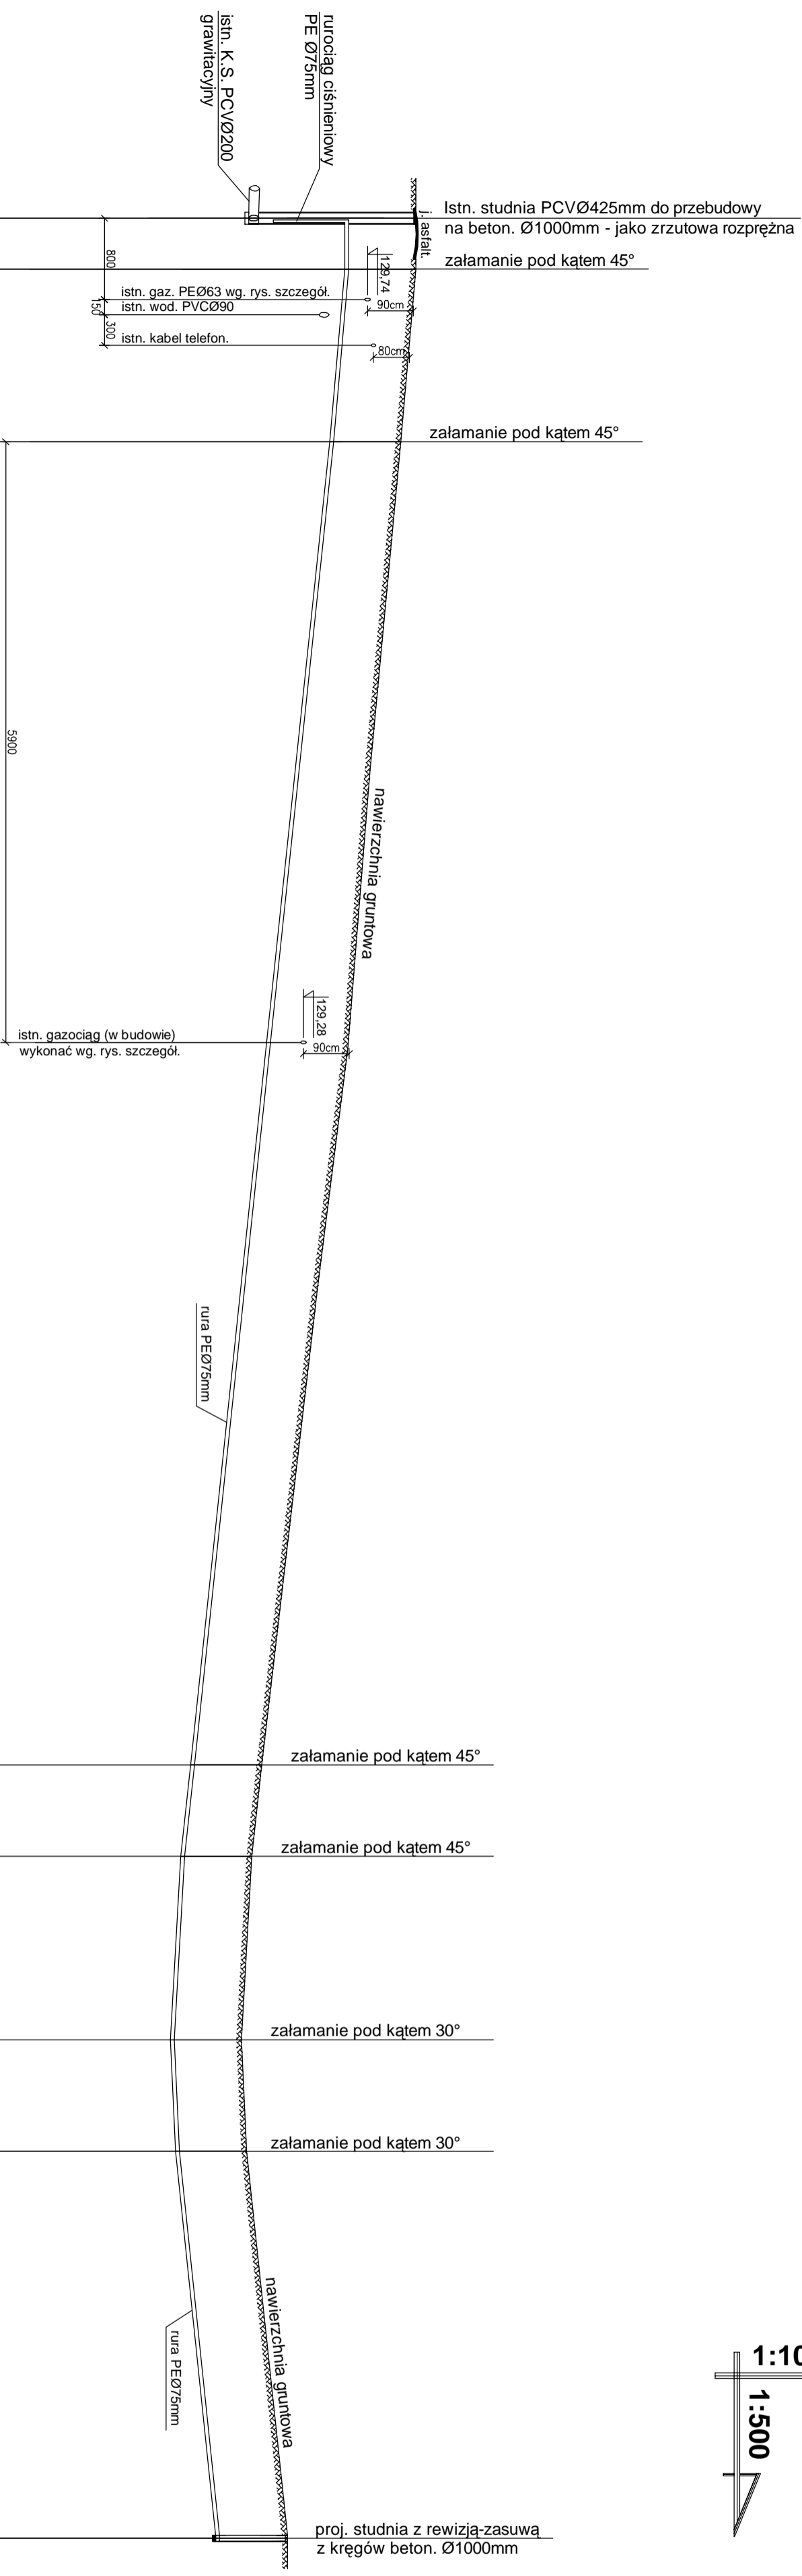 istn. K.S. PCVØ200
grawitacyjny
rurociąg ciśnieniowy
PE Ø75mm
Istn. studnia PCVØ425mm do przebudowy
na beton. Ø1000mm - jako zrzutowa rozprężna
j. asfalt.
załamanie pod kątem 45°
800
129,74
istn. gaz. PEØ63 wg. rys. szczegół.
90cm
150
istn. wod. PVCØ90
300
istn. kabel telefon.
80cm
załamanie pod kątem 45°
5900
nawierzchnia gruntowa
129,28
istn. gazociąg (w budowie)
wykonać wg. rys. szczegół.
90cm
rura PEØ75mm
załamanie pod kątem 45°
załamanie pod kątem 45°
załamanie pod kątem 30°
załamanie pod kątem 30°
nawierzchnia gruntowa
rura PEØ75mm
1:10
1:500
proj. studnia z rewizją-zasuwą
z kręgów beton. Ø1000mm